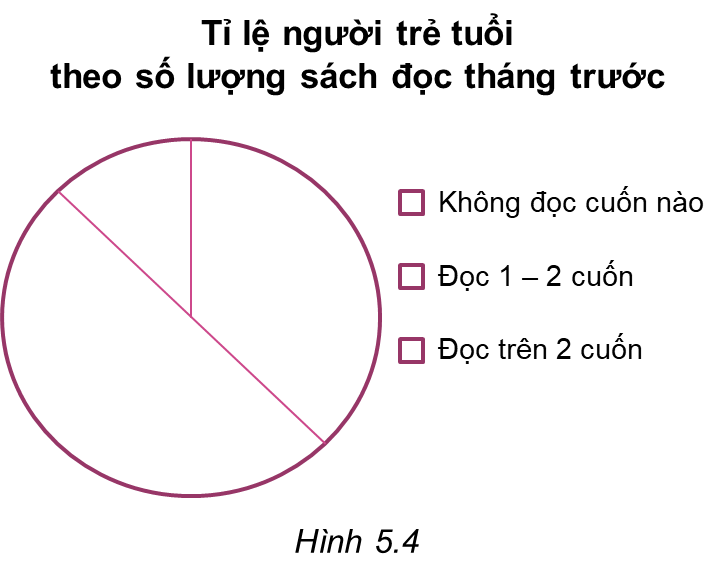 Tỉ lệ người trẻ tuổi
theo số lượng sách đọc tháng trước
Không đọc cuốn nào
Đọc 1 – 2 cuốn
Đọc trên 2 cuốn
Hình 5.4